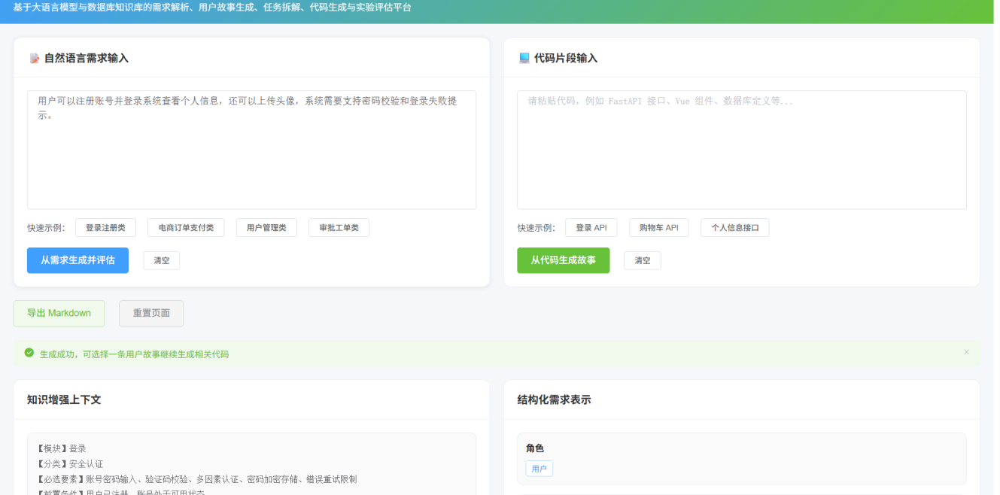 基于大语言模型与数据库知识库的需求解析、用户故事生成、任务拆解、代码生成与实验评估平台
自然语言需求输入
用户可以注册账号并登录系统查看个人信息，还可以上传头像，系统需要支持密码校验和登录失败提
示。
快速示例：
登录注册类
电商订单支付类
用户管理类
审批工单类
从需求生成并评估
清空
代码片段输入
请粘贴代码，例如 FastAPI 接口、Vue 组件、数据库定义等...
快速示例：
登录 API
购物车 API
个人信息接口
从代码生成故事
清空
导出 Markdown
重置页面
生成成功，可选择一条用户故事继续生成相关代码
知识增强上下文
【模块】登录
【分类】安全认证
【必选要素】账号密码输入、验证码校验、多因素认证、密码加密存储、错误重试限制
【前置条件】用户已注册、账号处于可用状态
结构化需求表示
角色
用户